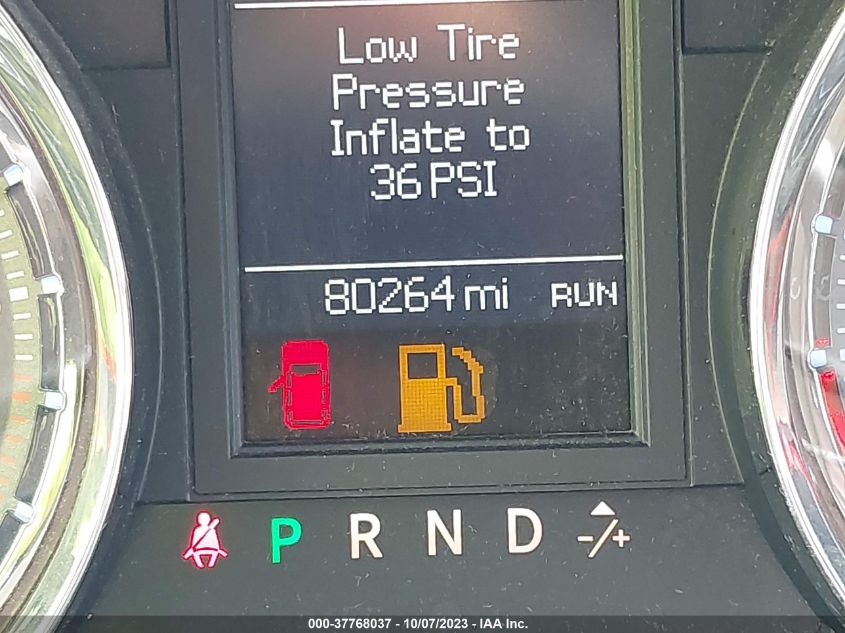 Low Tire
Pressure
Inflate to
36 PSI
80264 mi RUN
P R N D -/+
000-37768037 - 10/07/2023 - IAA Inc.